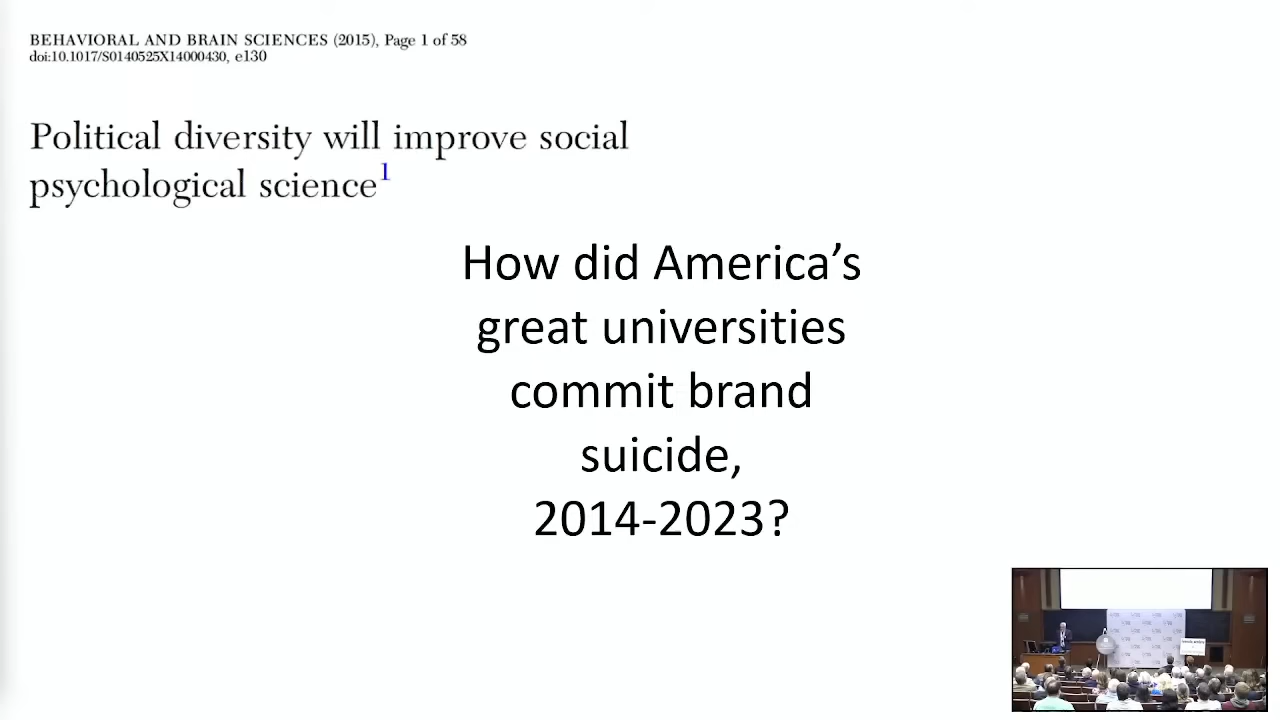 BEHAVIORAL AND BRAIN SCIENCES (2015), Page 1 of 58
doi:10.1017/S0140525X14000430, e130
Political diversity will improve social
psychological science¹
How did America’s
great universities
commit brand
suicide,
2014-2023?